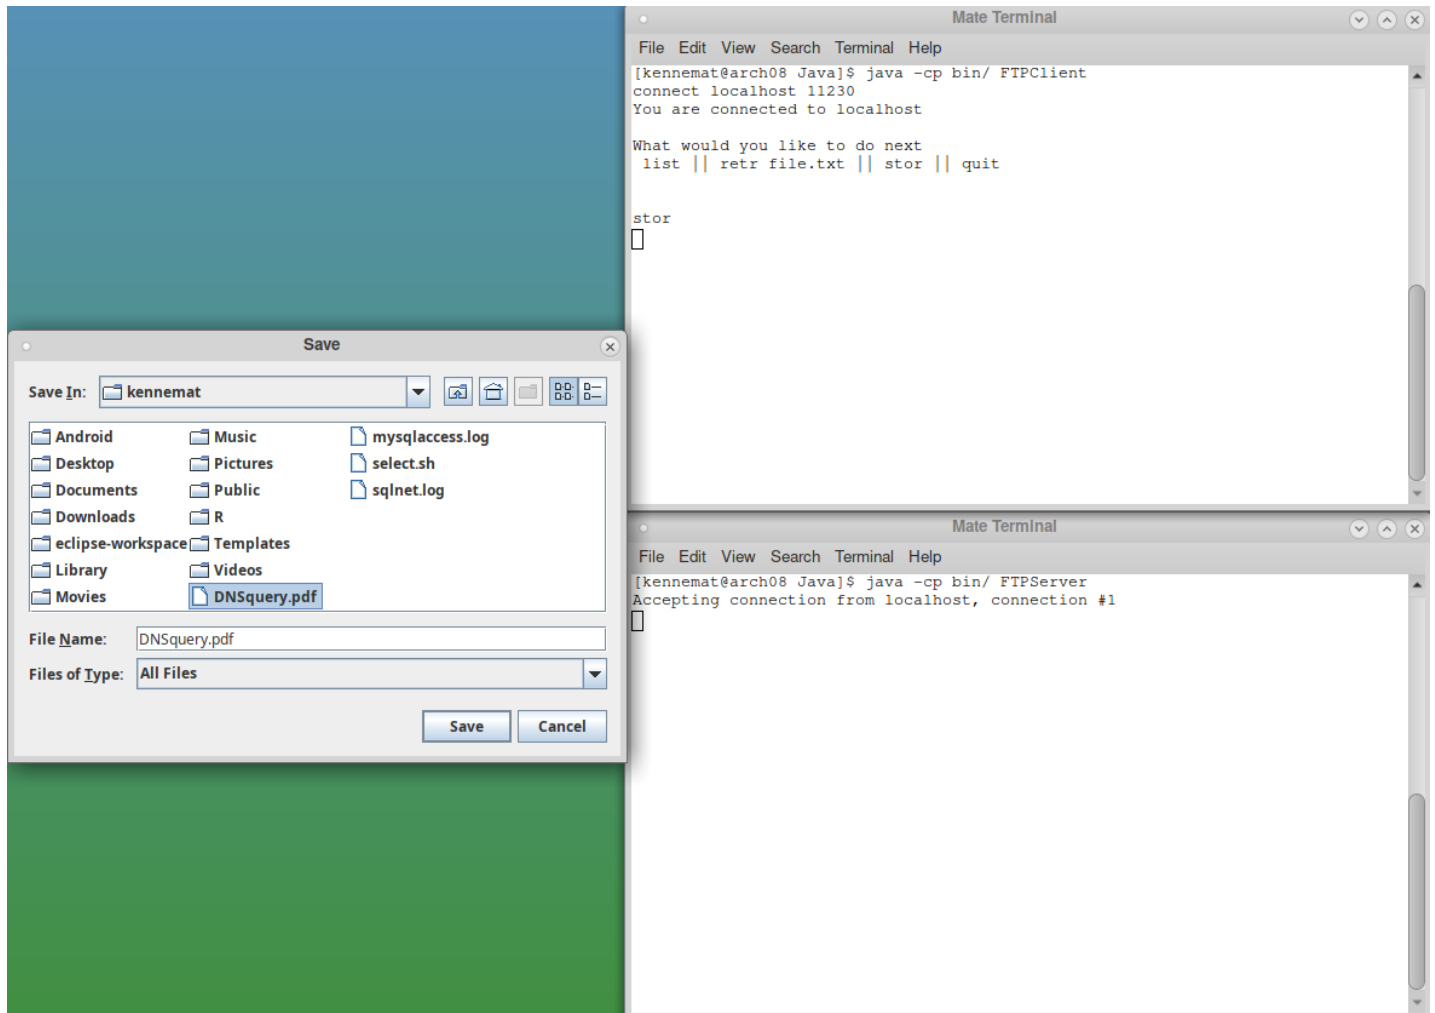 Mate Terminal
File Edit View Search Terminal Help
[kennemat@arch08 Java]$ java -cp bin/ FTPClient
connect localhost 11230
You are connected to localhost
What would you like to do next
list || retr file.txt || stor || quit
stor
Save
Save In: kennemat
Android Music mysqlaccess.log
Desktop Pictures select.sh
Documents Public sqlnet.log
Downloads R
eclipse-workspace Templates
Library Videos
Movies DNSquery.pdf
File Name: DNSquery.pdf
Files of Type: All Files
Save Cancel
Mate Terminal
File Edit View Search Terminal Help
[kennemat@arch08 Java]$ java -cp bin/ FTPServer
Accepting connection from localhost, connection #1